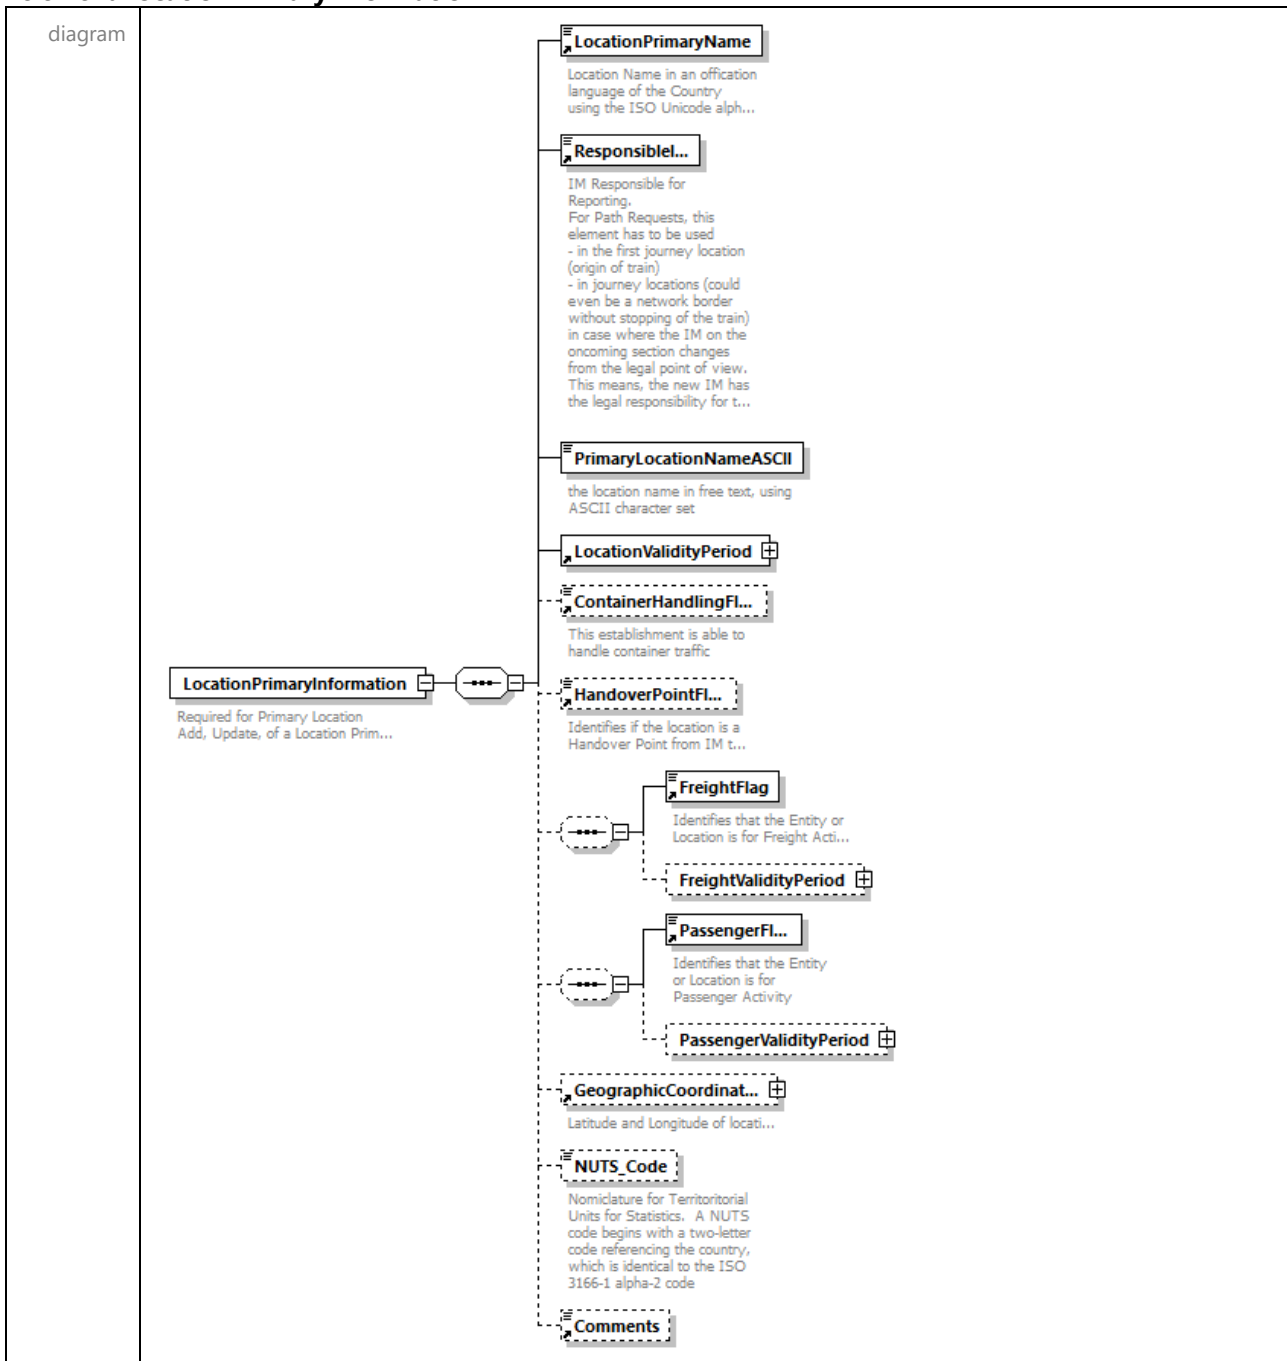 diagram
LocationPrimaryName
Location Name in an offication
language of the Country
using the ISO Unicode alph...
ResponsibleI...
IM Responsible for
Reporting.
For Path Requests, this
element has to be used
- in the first journey location
(origin of train)
- in journey locations (could
even be a network border
without stopping of the train)
in case where the IM on the
oncoming section changes
from the legal point of view.
This means, the new IM has
the legal responsibility for t...
PrimaryLocationNameASCII
the location name in free text, using
ASCII character set
LocationValidityPeriod
ContainerHandlingFl...
This establishment is able to
handle container traffic
LocationPrimaryInformation
Required for Primary Location
Add, Update, of a Location Prim...
HandoverPointFl...
Identifies if the location is a
Handover Point from IM t...
FreightFlag
Identifies that the Entity or
Location is for Freight Acti...
FreightValidityPeriod
PassengerFl...
Identifies that the Entity
or Location is for
Passenger Activity
PassengerValidityPeriod
GeographicCoordinat...
Latitude and Longitude of locati...
NUTS_Code
Nomiclature for Territoritorial
Units for Statistics. A NUTS
code begins with a two-letter
code referencing the country,
which is identical to the ISO
3166-1 alpha-2 code
Comments